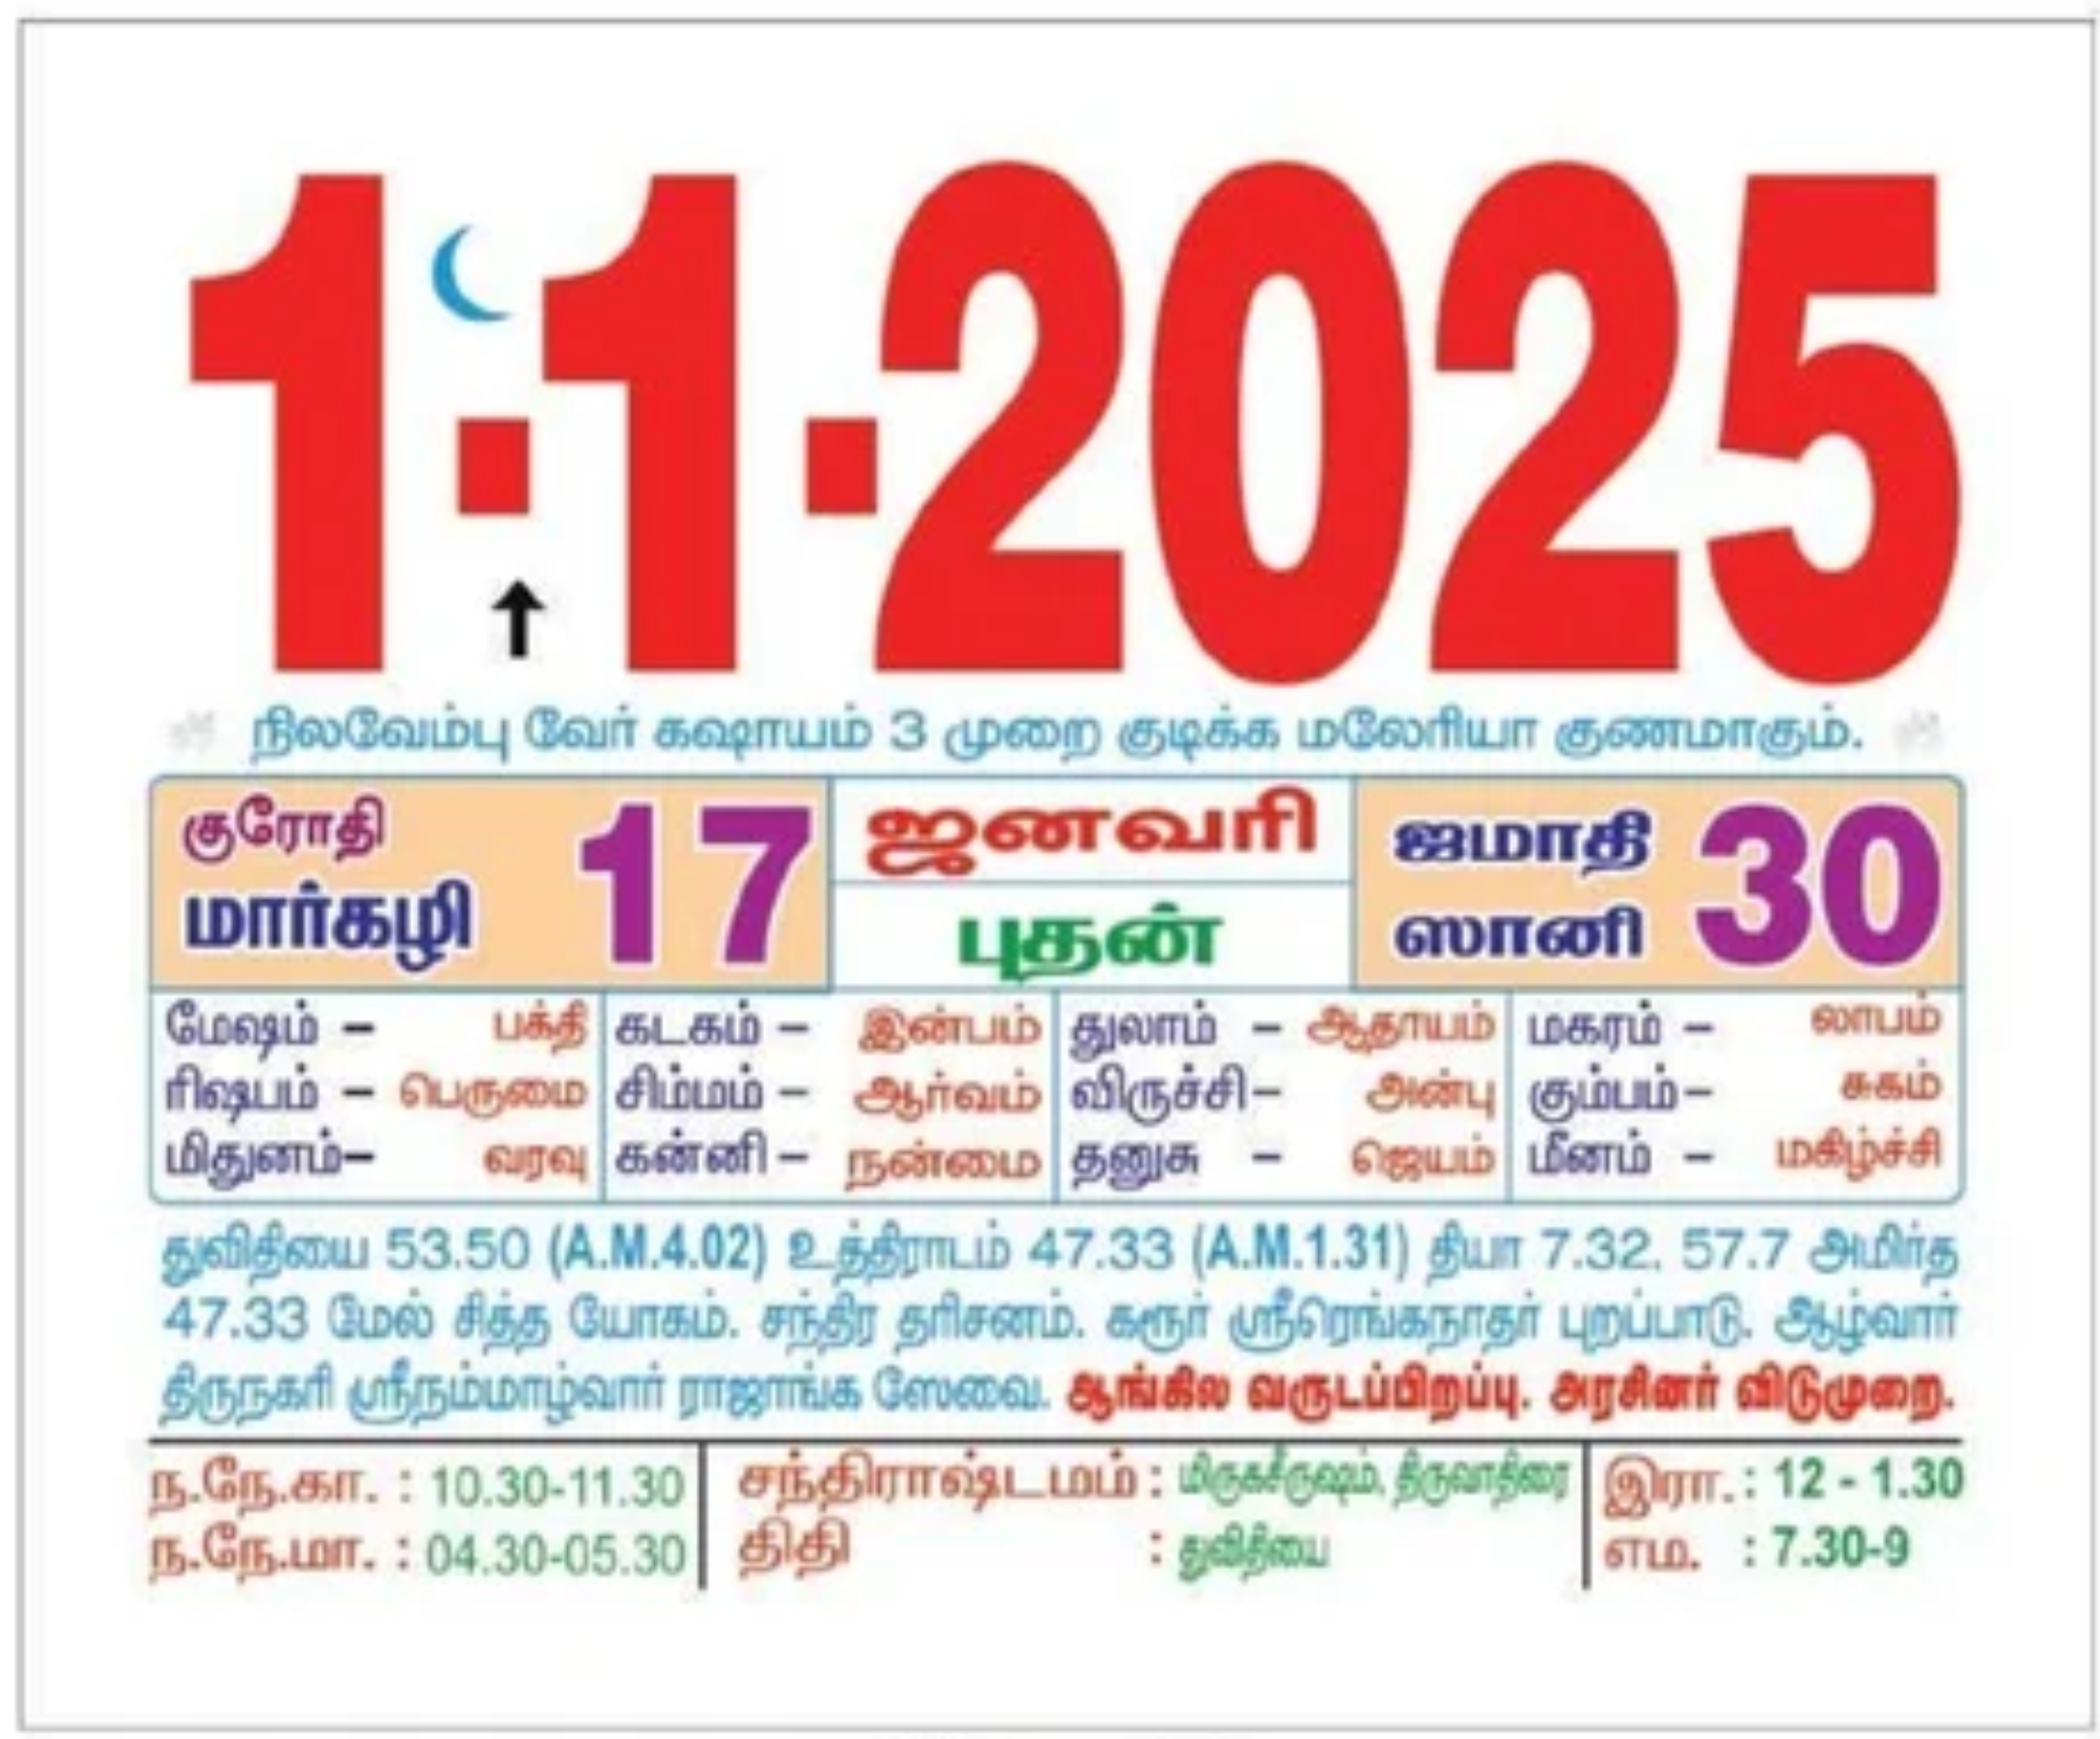 1.1.2025
நிலவேம்பு வேர் கஷாயம் 3 முறை குடிக்க மலேரியா குணமாகும்.
குரோதி
மார்கழி 17
ஜனவரி
புதன்
ஜமாதி
ஸானி 30
மேஷம் – பக்தி கடகம் – இன்பம் துலாம் – ஆதாயம் மகரம் – லாபம்
ரிஷபம் – பெருமை சிம்மம் – ஆர்வம் விருச்சி– அன்பு கும்பம்– சுகம்
மிதுனம்– வரவு கன்னி – நன்மை தனுசு – ஜெயம் மீனம் – மகிழ்ச்சி
துவிதியை 53.50 (A.M.4.02) உத்திராடம் 47.33 (A.M.1.31) தியா 7.32. 57.7 அமிர்த
47.33 மேல் சித்த யோகம். சந்திர தரிசனம். கரூர் ஸ்ரீரெங்கநாதர் புறப்பாடு. ஆழ்வார்
திருநகரி ஸ்ரீநம்மாழ்வார் ராஜாங்க ஸேவை. ஆங்கில வருடப்பிறப்பு. அரசினர் விடுமுறை.
ந.நே.கா. : 10.30-11.30 சந்திராஷ்டமம் : மிருகசீருஷம், திருவாதிரை இரா. : 12 - 1.30
ந.நே.மா. : 04.30-05.30 திதி : துவிதியை எம. : 7.30-9